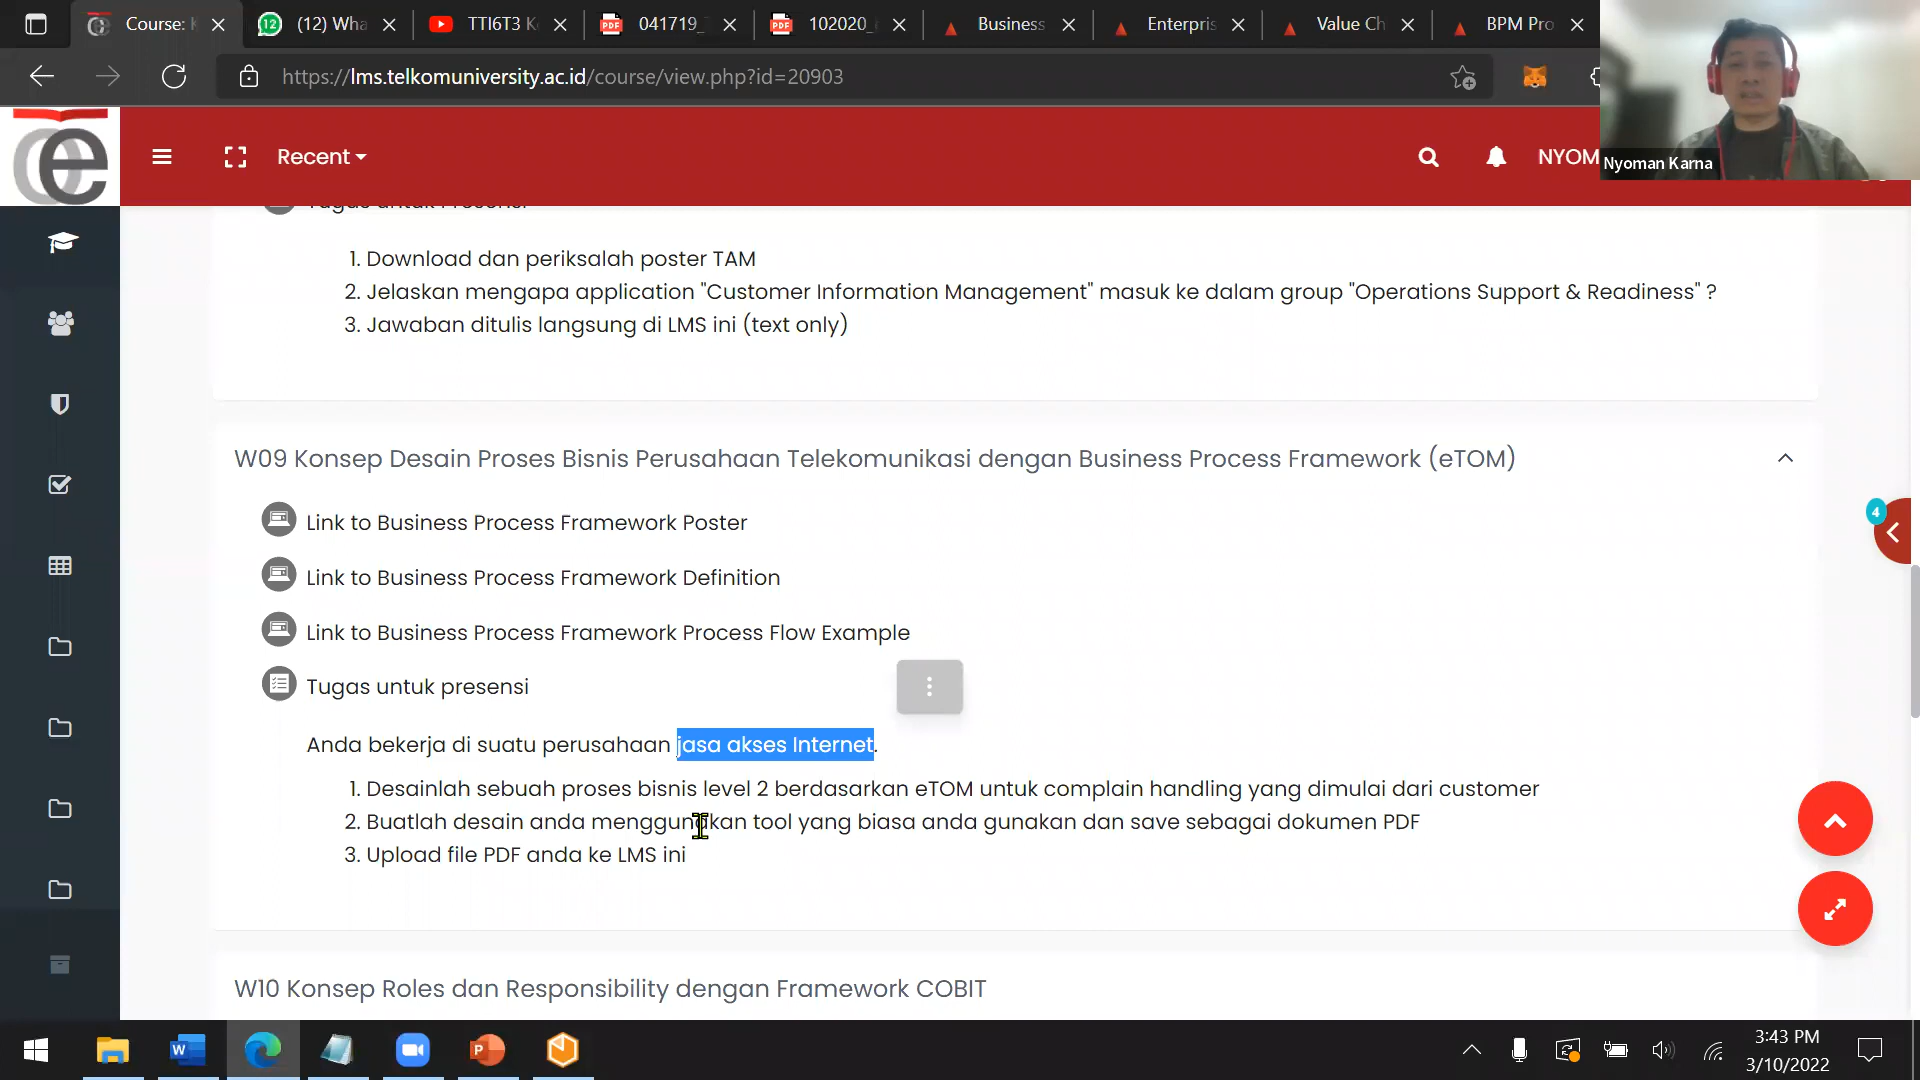 Course: K
(12) Wha
TTI6T3 K
041719_
102020_
Business
Enterpris
Value Ch
BPM Pro
https://lms.telkomuniversity.ac.id/course/view.php?id=20903
Recent
NYOM
Nyoman Karna
Tugas untuk Presensi
1. Download dan periksalah poster TAM
2. Jelaskan mengapa application "Customer Information Management" masuk ke dalam group "Operations Support & Readiness" ?
3. Jawaban ditulis langsung di LMS ini (text only)
W09 Konsep Desain Proses Bisnis Perusahaan Telekomunikasi dengan Business Process Framework (eTOM)
4
Link to Business Process Framework Poster
Link to Business Process Framework Definition
Link to Business Process Framework Process Flow Example
Tugas untuk presensi
Anda bekerja di suatu perusahaan jasa akses Internet.
1. Desainlah sebuah proses bisnis level 2 berdasarkan eTOM untuk complain handling yang dimulai dari customer
2. Buatlah desain anda menggunakan tool yang biasa anda gunakan dan save sebagai dokumen PDF
3. Upload file PDF anda ke LMS ini
W10 Konsep Roles dan Responsibility dengan Framework COBIT
3:43 PM
3/10/2022